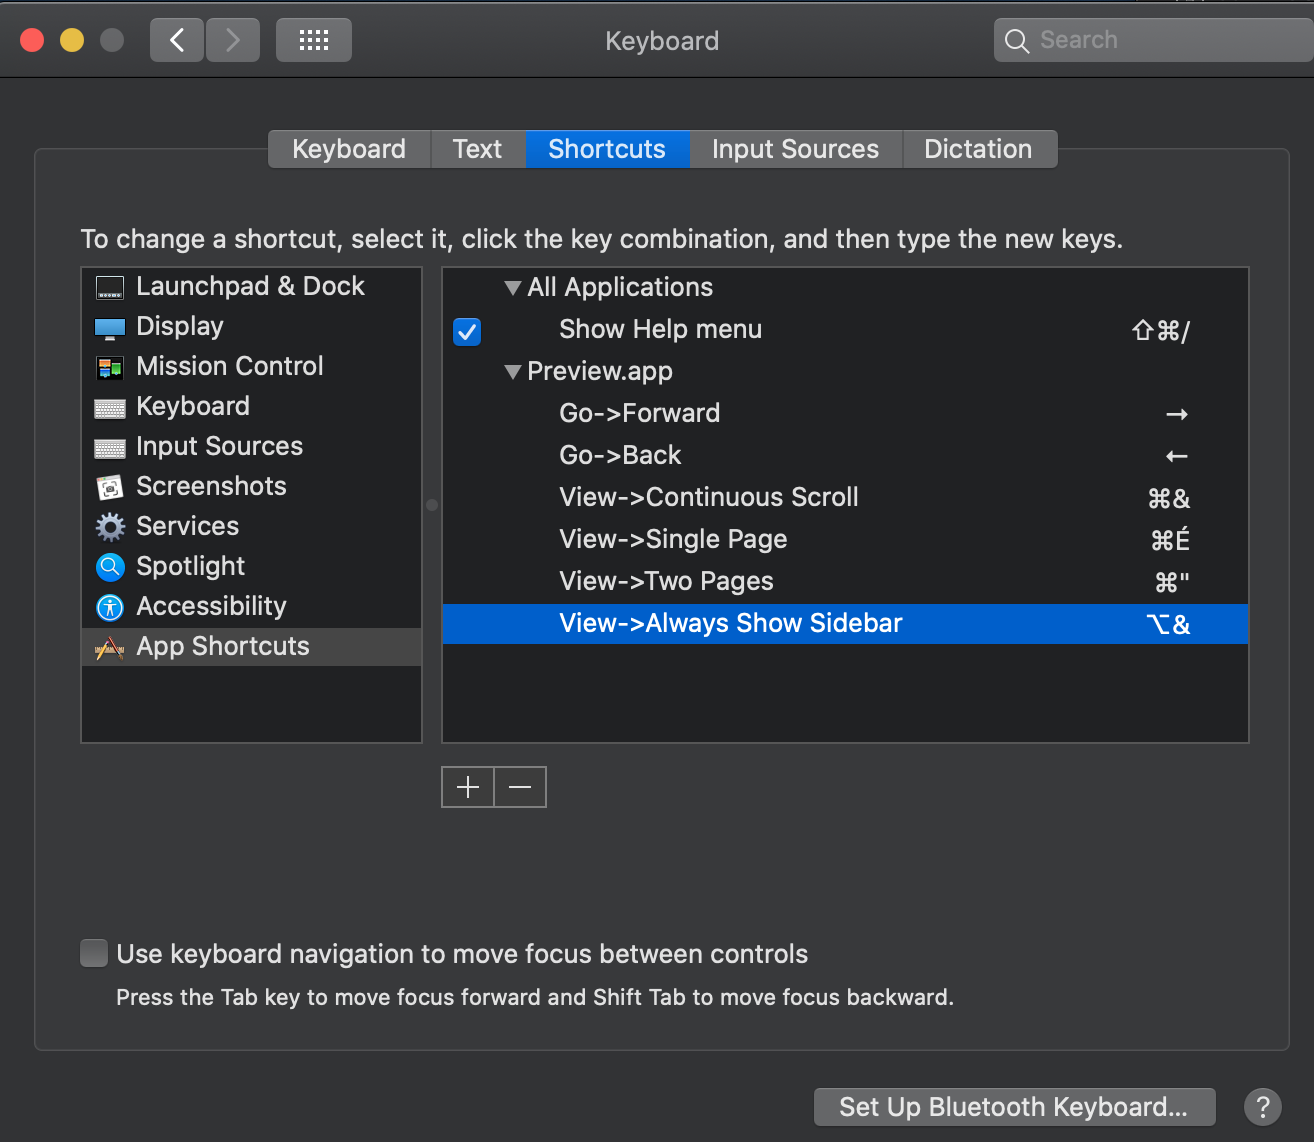 Keyboard
Search
Keyboard Text Shortcuts Input Sources Dictation
To change a shortcut, select it, click the key combination, and then type the new keys.
Launchpad & Dock
Display
Mission Control
Keyboard
Input Sources
Screenshots
Services
Spotlight
Accessibility
App Shortcuts
All Applications
Show Help menu ⇧⌘/
Preview.app
Go->Forward →
Go->Back ←
View->Continuous Scroll ⌘&
View->Single Page ⌘É
View->Two Pages ⌘"
View->Always Show Sidebar ⌥&
Use keyboard navigation to move focus between controls
Press the Tab key to move focus forward and Shift Tab to move focus backward.
Set Up Bluetooth Keyboard... ?